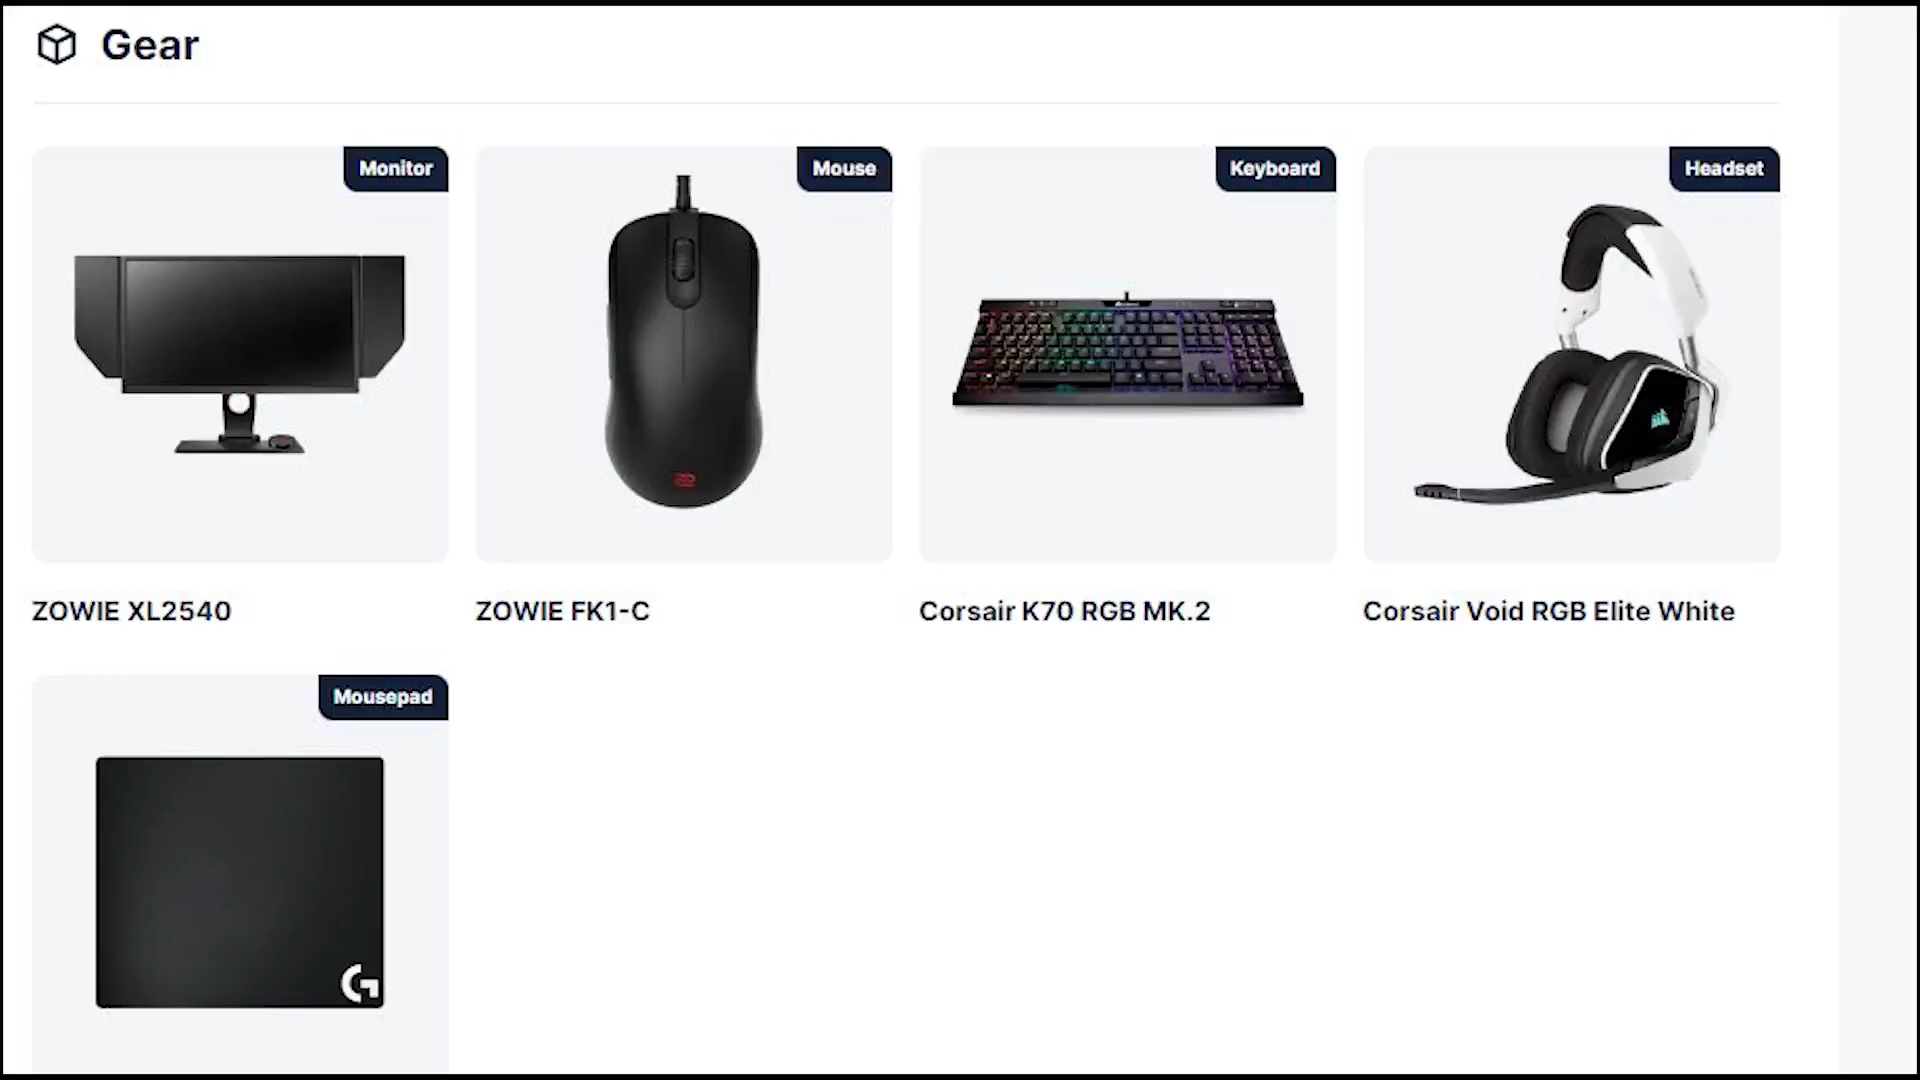 Gear
Monitor
Mouse
Keyboard
Headset
ZOWIE XL2540
ZOWIE FK1-C
Corsair K70 RGB MK.2
Corsair Void RGB Elite White
Mousepad
G